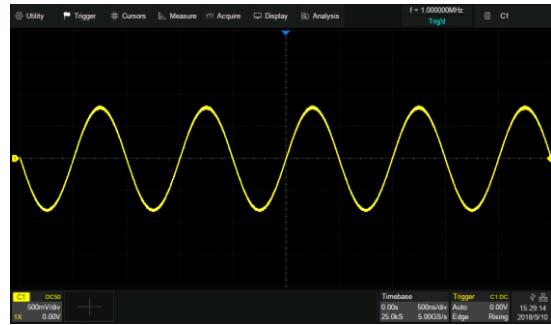 Utility Trigger Cursors Measure Acquire Display Analysis f = 1.000000MHz C1
Trig'd
C1 DC50
500mV/div
1X 0.00V
Timebase
0.00s 500ns/div
25.0kS 5.00GS/s
Trigger C1 DC
Auto 0.00V
Edge Rising
15:29:14
2018/9/10